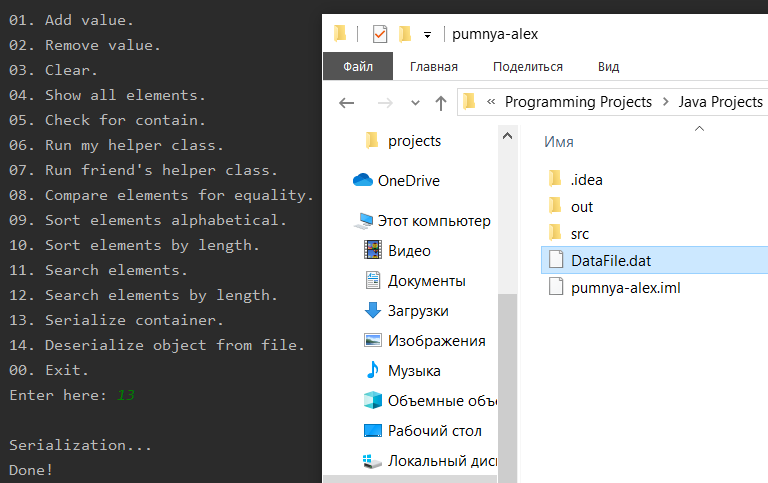 01. Add value.
02. Remove value.
03. Clear.
04. Show all elements.
05. Check for contain.
06. Run my helper class.
07. Run friend's helper class.
08. Compare elements for equality.
09. Sort elements alphabetical.
10. Sort elements by length.
11. Search elements.
12. Search elements by length.
13. Serialize container.
14. Deserialize object from file.
00. Exit.
Enter here: 13
Serialization...
Done!
pumnya-alex
Файл Главная Поделиться Вид
« Programming Projects > Java Projects
projects
OneDrive
Этот компьютер
Видео
Документы
Загрузки
Изображения
Музыка
Объемные объе
Рабочий стол
Локальный диск
Имя
.idea
out
src
DataFile.dat
pumnya-alex.iml